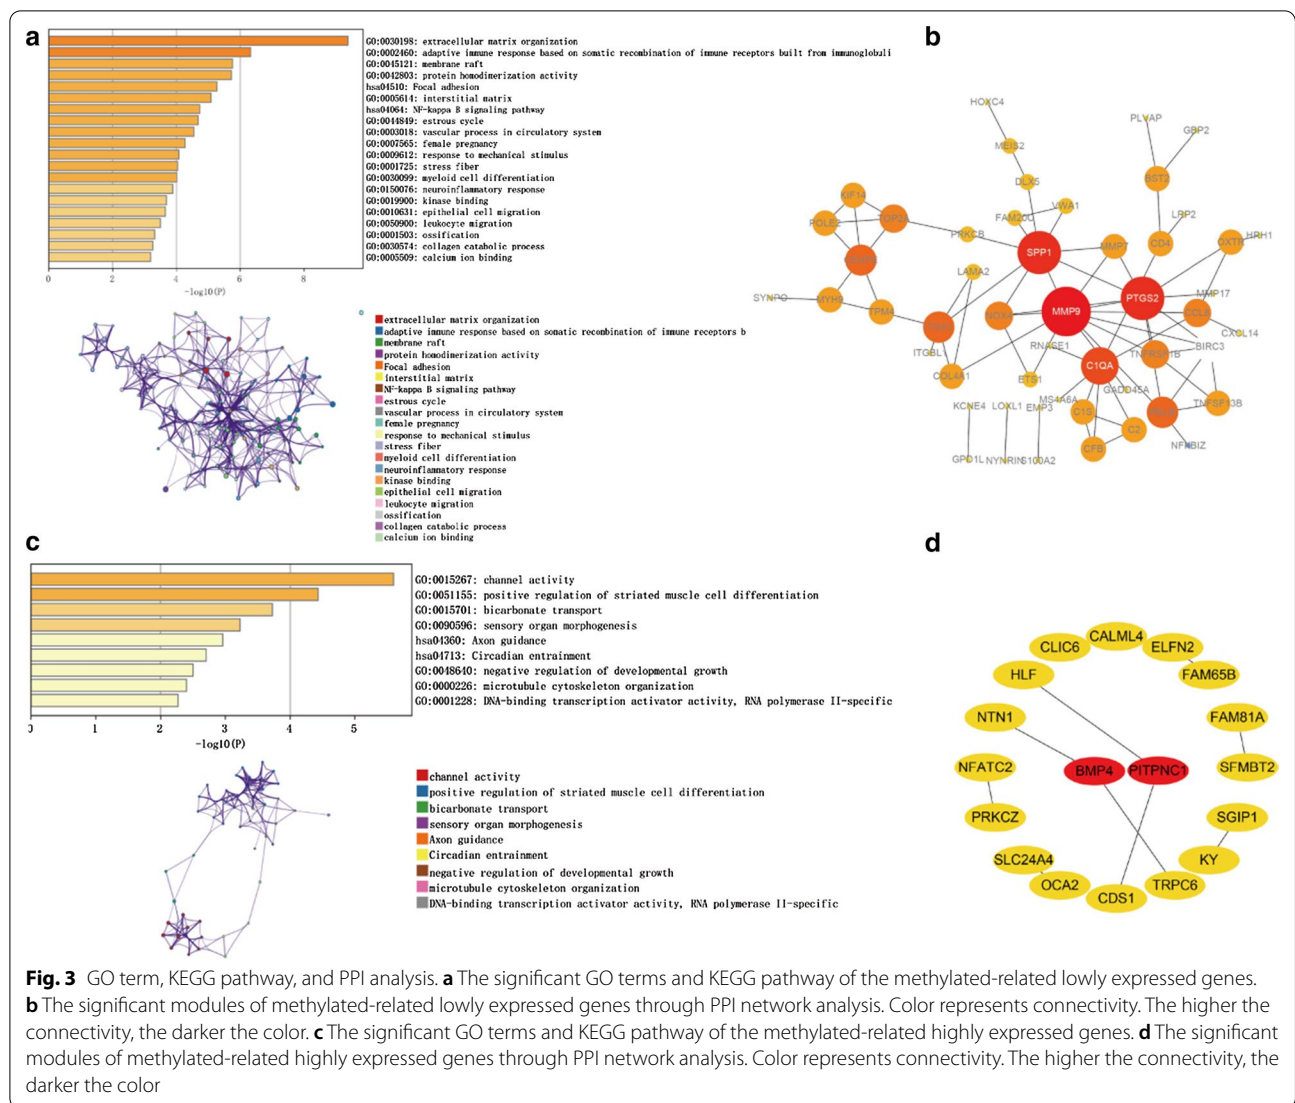 a
GO:0030198: extracellular matrix organization
GO:0002460: adaptive immune response based on somatic recombination of immune receptors built from immunoglobuli
GO:0045121: membrane raft
GO:0042803: protein homodimerization activity
hsa04510: Focal adhesion
GO:0005614: interstitial matrix
hsa04064: NF-kappa B signaling pathway
GO:0044849: estrous cycle
GO:0003018: vascular process in circulatory system
GO:0007565: female pregnancy
GO:0009612: response to mechanical stimulus
GO:0001725: stress fiber
GO:0030099: myeloid cell differentiation
GO:0150076: neuroinflammatory response
GO:0019900: kinase binding
GO:0010631: epithelial cell migration
GO:0050900: leukocyte migration
GO:0001503: ossification
GO:0030574: collagen catabolic process
GO:0005509: calcium ion binding
0 2 4 6 8
-log10(P)
extracellular matrix organization
adaptive immune response based on somatic recombination of immune receptors b
membrane raft
protein homodimerization activity
Focal adhesion
interstitial matrix
NF-kappa B signaling pathway
estrous cycle
vascular process in circulatory system
female pregnancy
response to mechanical stimulus
stress fiber
myeloid cell differentiation
neuroinflammatory response
kinase binding
epithelial cell migration
leukocyte migration
ossification
collagen catabolic process
calcium ion binding
b
HOXC4
PLVAP
GBP2
MEIS2
DLX5
BST2
KIF14
VWA1
FAM20C
LRP2
POLE2
TOP2A
PRKCB
SPP1
MMP7
CD4
OXTR
HRH1
LAMA2
SYNPO
MYH9
TPM4
NOX4
MMP9
PTGS2
MMP17
CXCL14
ITGBL1
RNASE1
BIRC3
TNFRSF1B
COL4A1
ETS1
C1QA
GADD45A
MS4A6A
KCNE4
LOXL1
EMP3
C1S
C2
TNFSF13B
CFB
NFKBIZ
GPD1L
NYNRIN
S100A2
c
GO:0015267: channel activity
GO:0051155: positive regulation of striated muscle cell differentiation
GO:0015701: bicarbonate transport
GO:0090596: sensory organ morphogenesis
hsa04360: Axon guidance
hsa04713: Circadian entrainment
GO:0048640: negative regulation of developmental growth
GO:0000226: microtubule cytoskeleton organization
GO:0001228: DNA-binding transcription activator activity, RNA polymerase II-specific
0 1 2 3 4 5
-log10(P)
channel activity
positive regulation of striated muscle cell differentiation
bicarbonate transport
sensory organ morphogenesis
Axon guidance
Circadian entrainment
negative regulation of developmental growth
microtubule cytoskeleton organization
DNA-binding transcription activator activity, RNA polymerase II-specific
d
CALML4
CLIC6
ELFN2
HLF
FAM65B
NTN1
FAM81A
NFATC2
BMP4
PITPNC1
SFMBT2
PRKCZ
SGIP1
SLC24A4
KY
OCA2
TRPC6
CDS1
Fig. 3 GO term, KEGG pathway, and PPI analysis. a The significant GO terms and KEGG pathway of the methylated-related lowly expressed genes.
b The significant modules of methylated-related lowly expressed genes through PPI network analysis. Color represents connectivity. The higher the
connectivity, the darker the color. c The significant GO terms and KEGG pathway of the methylated-related highly expressed genes. d The significant
modules of methylated-related highly expressed genes through PPI network analysis. Color represents connectivity. The higher the connectivity, the
darker the color